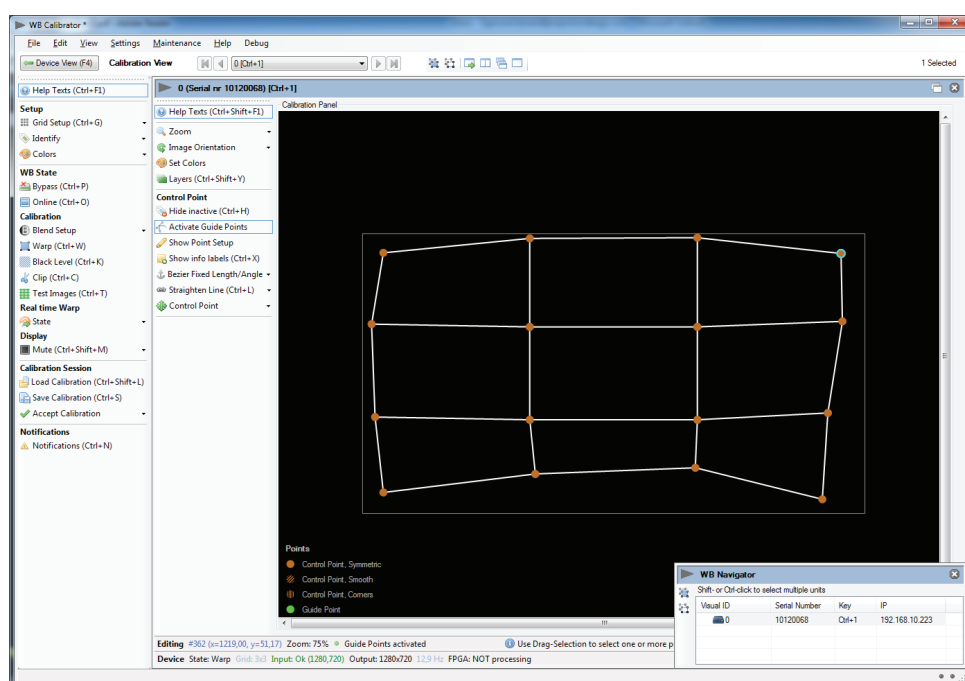 WB Calibrator *
File Edit View Settings Maintenance Help Debug
Device View (F4) Calibration View 0 [Ctrl+1] 1 Selected
Help Texts (Ctrl+F1)
Setup
Grid Setup (Ctrl+G)
Identify
Colors
WB State
Bypass (Ctrl+P)
Online (Ctrl+O)
Calibration
Blend Setup
Warp (Ctrl+W)
Black Level (Ctrl+K)
Clip (Ctrl+C)
Test Images (Ctrl+T)
Real time Warp
State
Display
Mute (Ctrl+Shift+M)
Calibration Session
Load Calibration (Ctrl+Shift+L)
Save Calibration (Ctrl+S)
Accept Calibration
Notifications
Notifications (Ctrl+N)
0 (Serial nr 10120068) [Ctrl+1]
Help Texts (Ctrl+Shift+F1)
Zoom
Image Orientation
Set Colors
Layers (Ctrl+Shift+Y)
Control Point
Hide inactive (Ctrl+H)
Activate Guide Points
Show Point Setup
Show info labels (Ctrl+X)
Bezier Fixed Length/Angle
Straighten Line (Ctrl+L)
Control Point
Calibration Panel
Points
Control Point, Symmetric
Control Point, Smooth
Control Point, Corners
Guide Point
Editing #362 (x=1219,00, y=51,17) Zoom: 75% Guide Points activated Use Drag-Selection to select one or more p
Device State: Warp Grid: 3x3 Input: Ok (1280,720) Output: 1280x720 12,9 Hz FPGA: NOT processing
WB Navigator
Shift- or Ctrl-click to select multiple units
Visual ID Serial Number Key IP
0 10120068 Ctrl+1 192.168.10.223